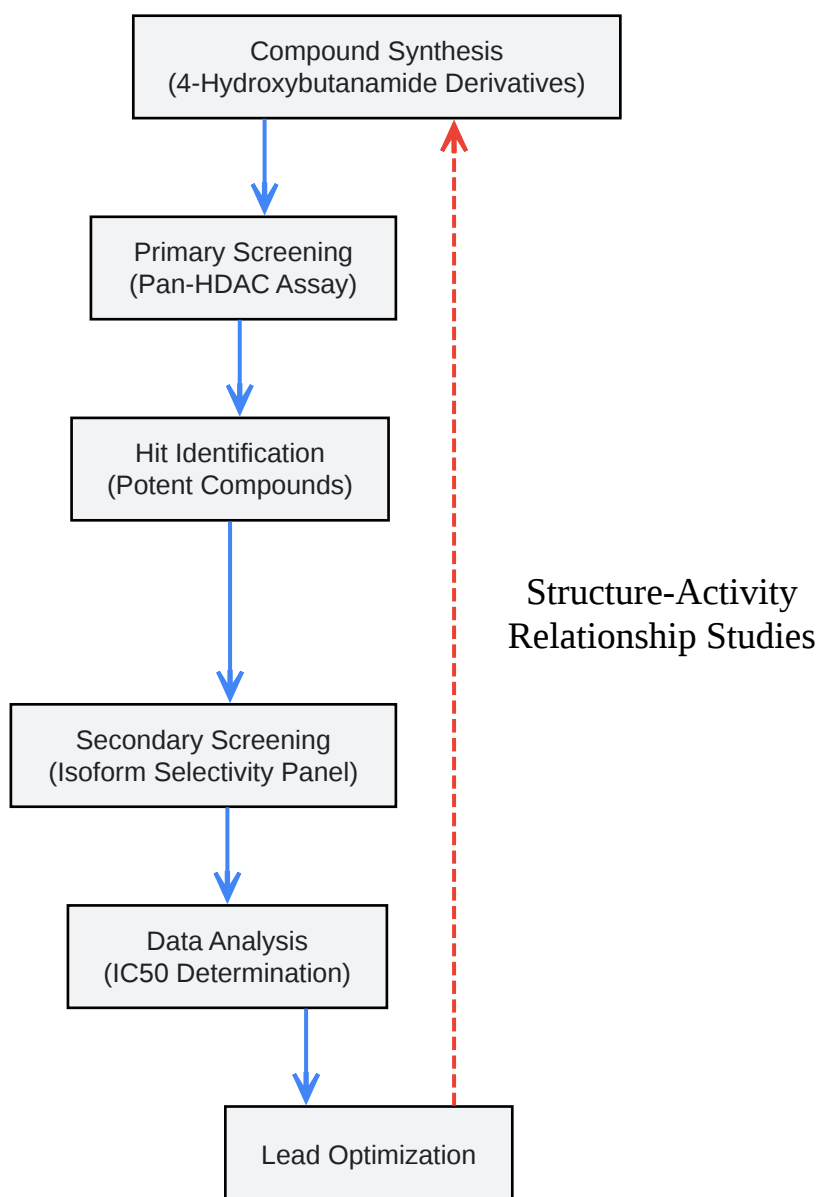 Compound Synthesis
(4-Hydroxybutanamide Derivatives)
Primary Screening
(Pan-HDAC Assay)
Hit Identification
(Potent Compounds)
Structure-Activity
Relationship Studies
Secondary Screening
(Isoform Selectivity Panel)
Data Analysis
(IC50 Determination)
Lead Optimization